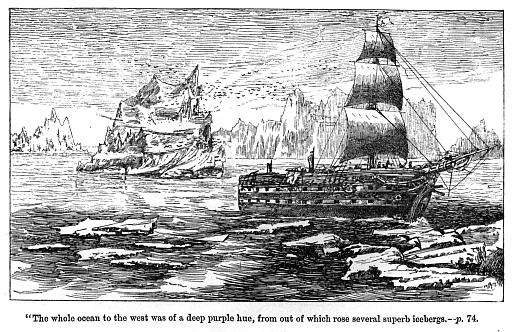 "The whole ocean to the west was of a deep purple hue, from out of which rose several superb icebergs.--p. 74.